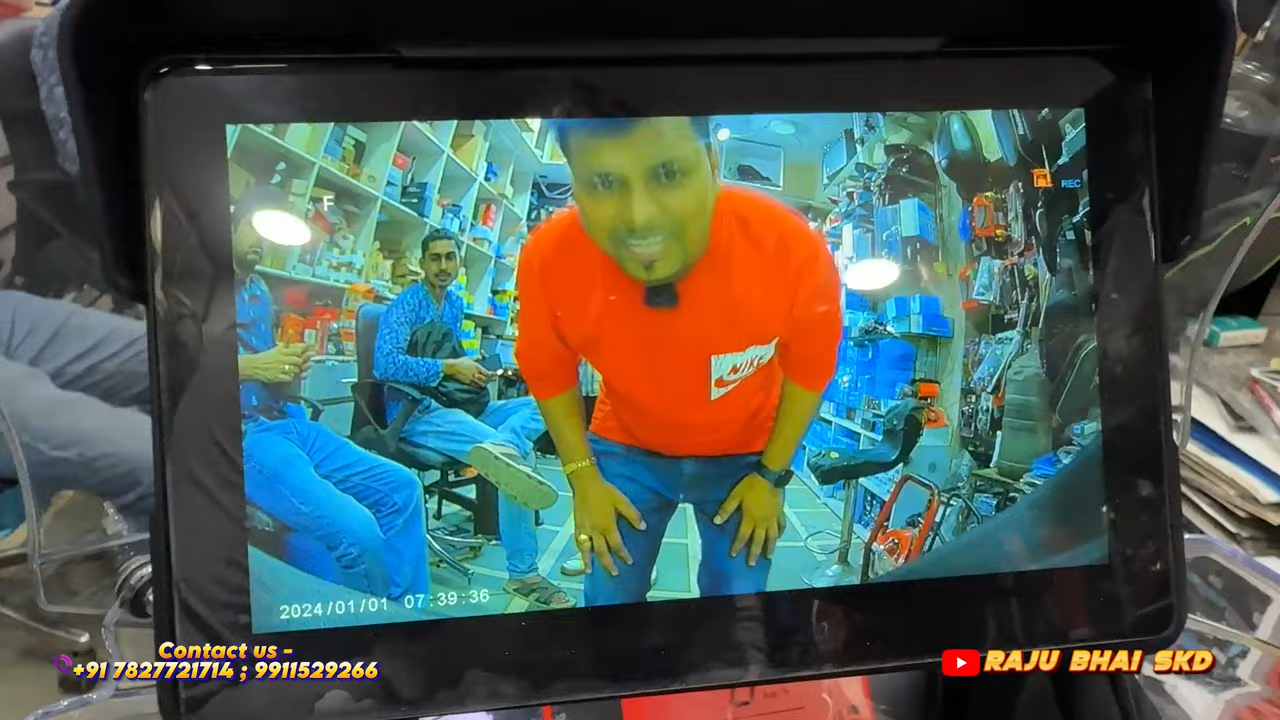 F
REC
NIKE
2024/01/01 07:39:36
Contact us -
+91 7827721714 ; 9911529266
RAJU BHAI SKD